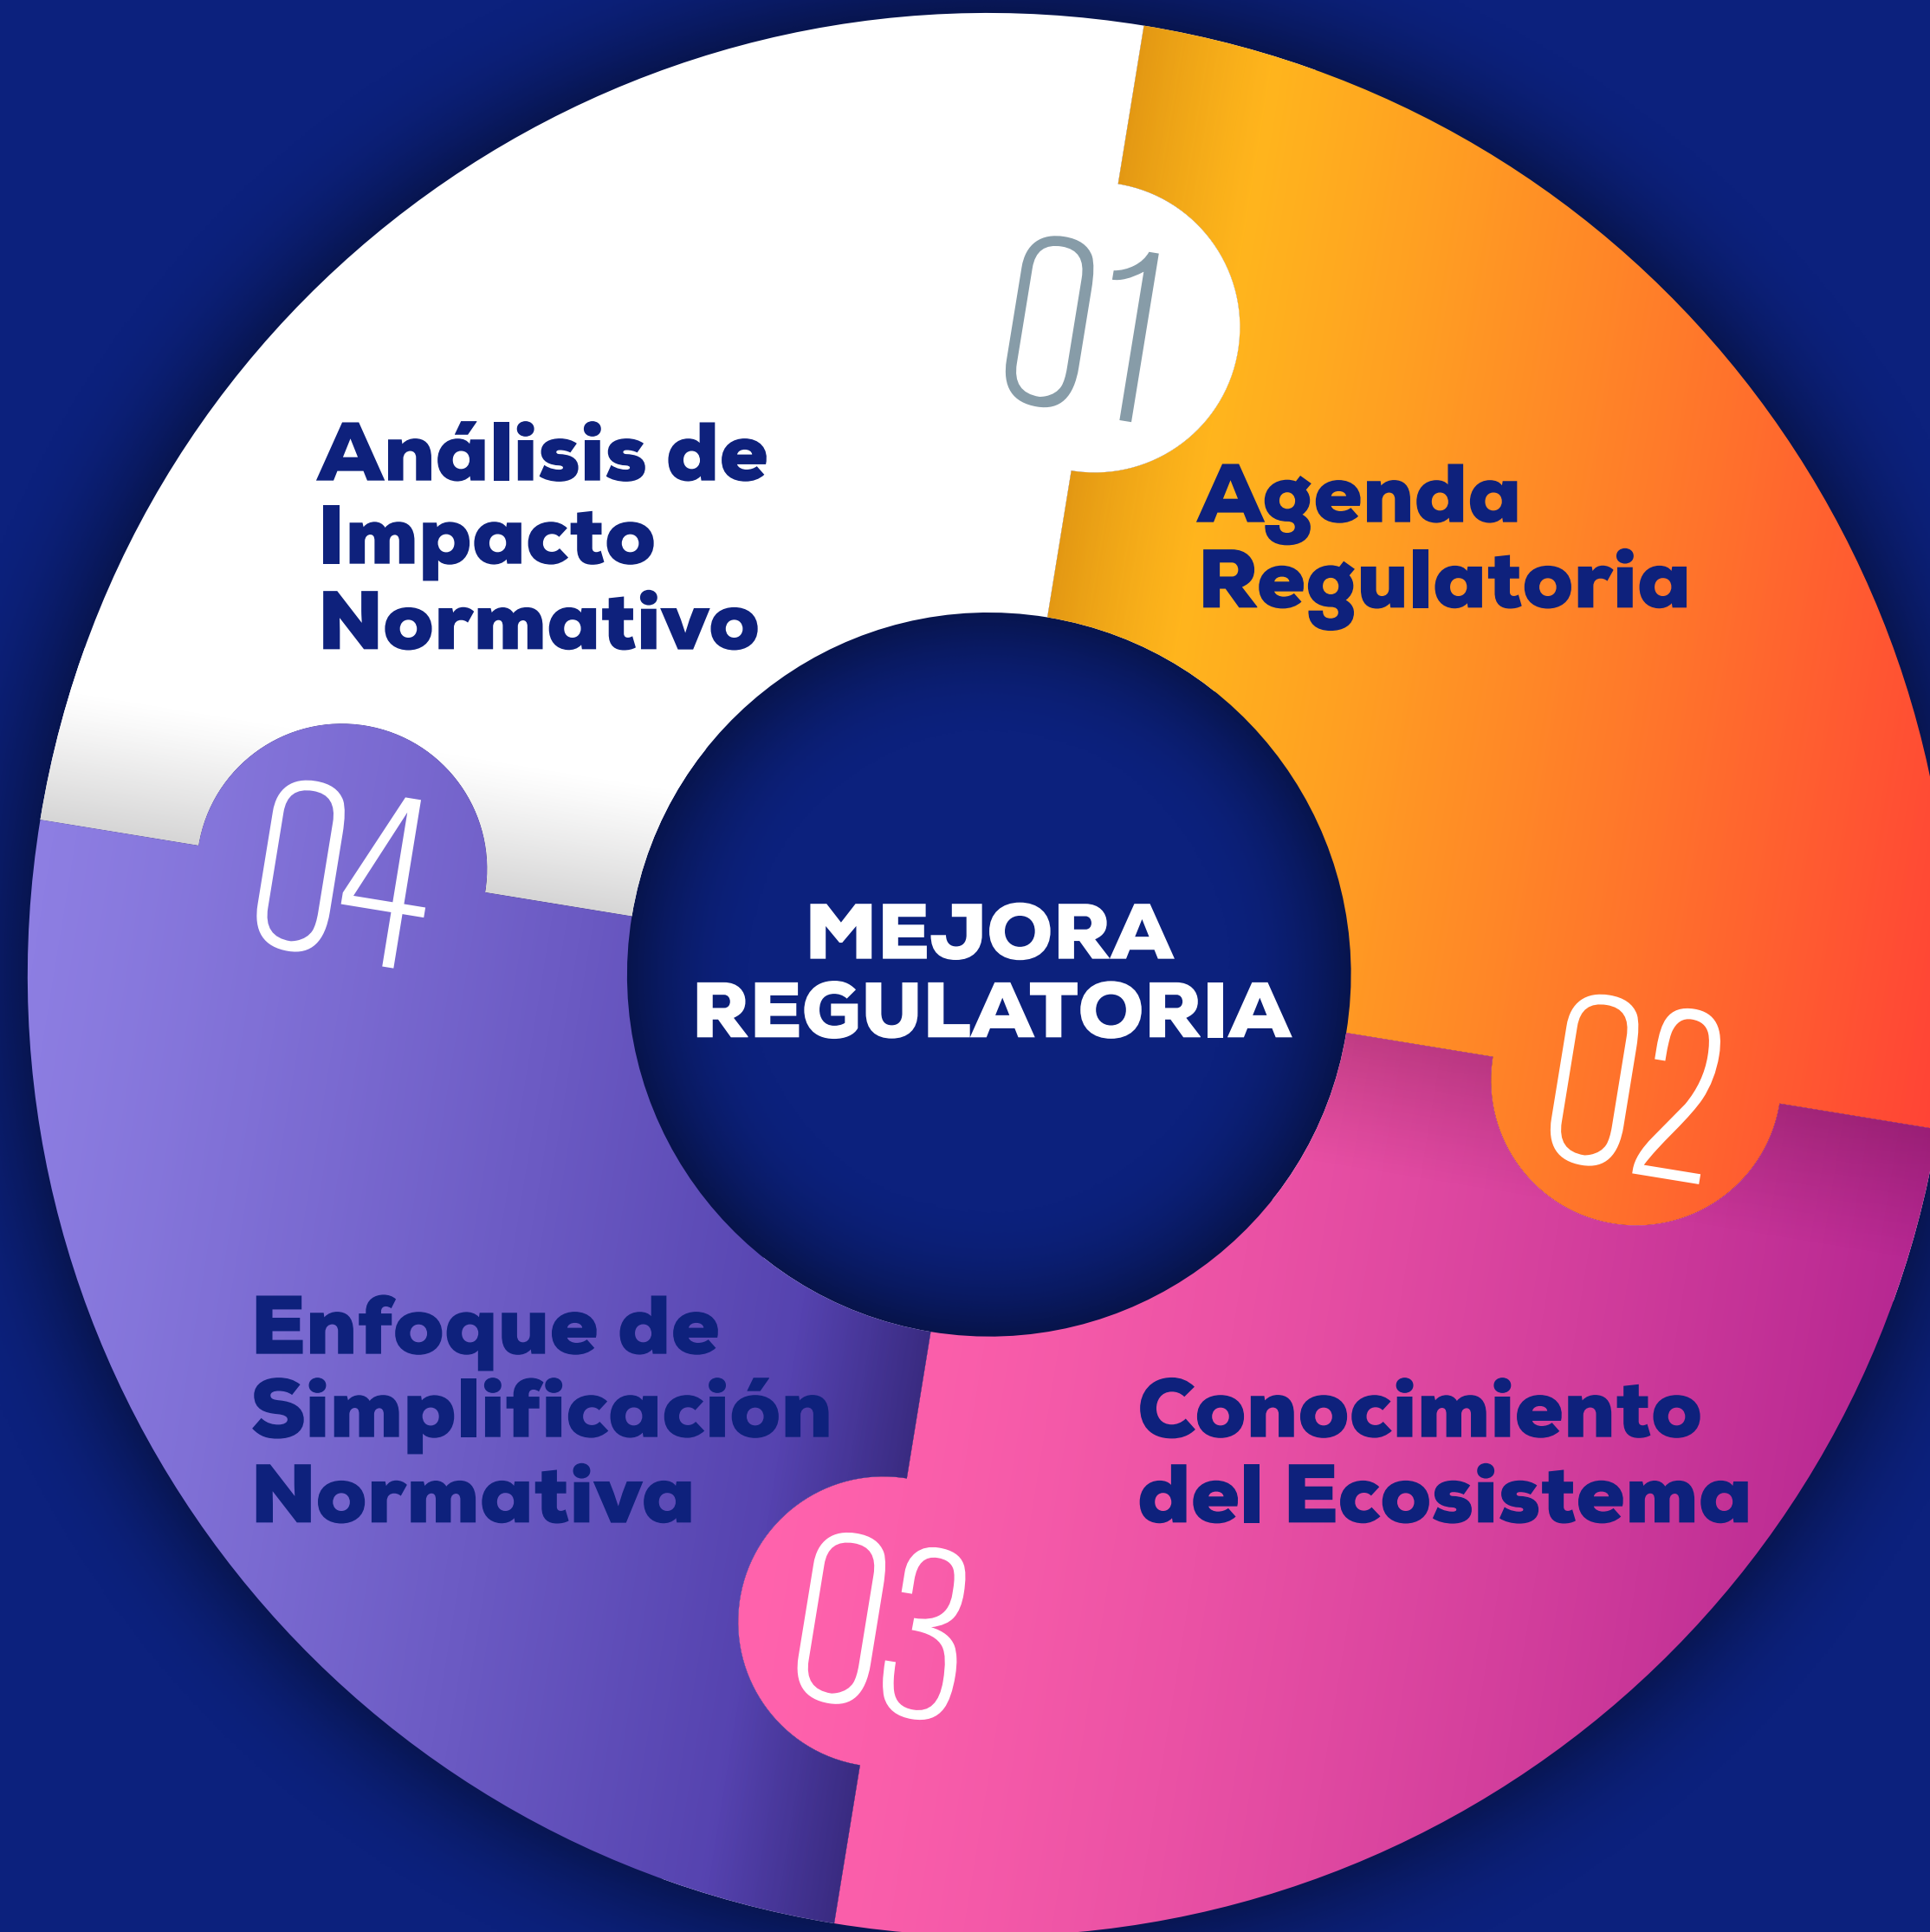 01
Análisis de
Impacto
Normativo
Agenda
Regulatoria
02
Conocimiento
del Ecosistema
03
Enfoque de
Simplificación
Normativa
04
MEJORA
REGULATORIA